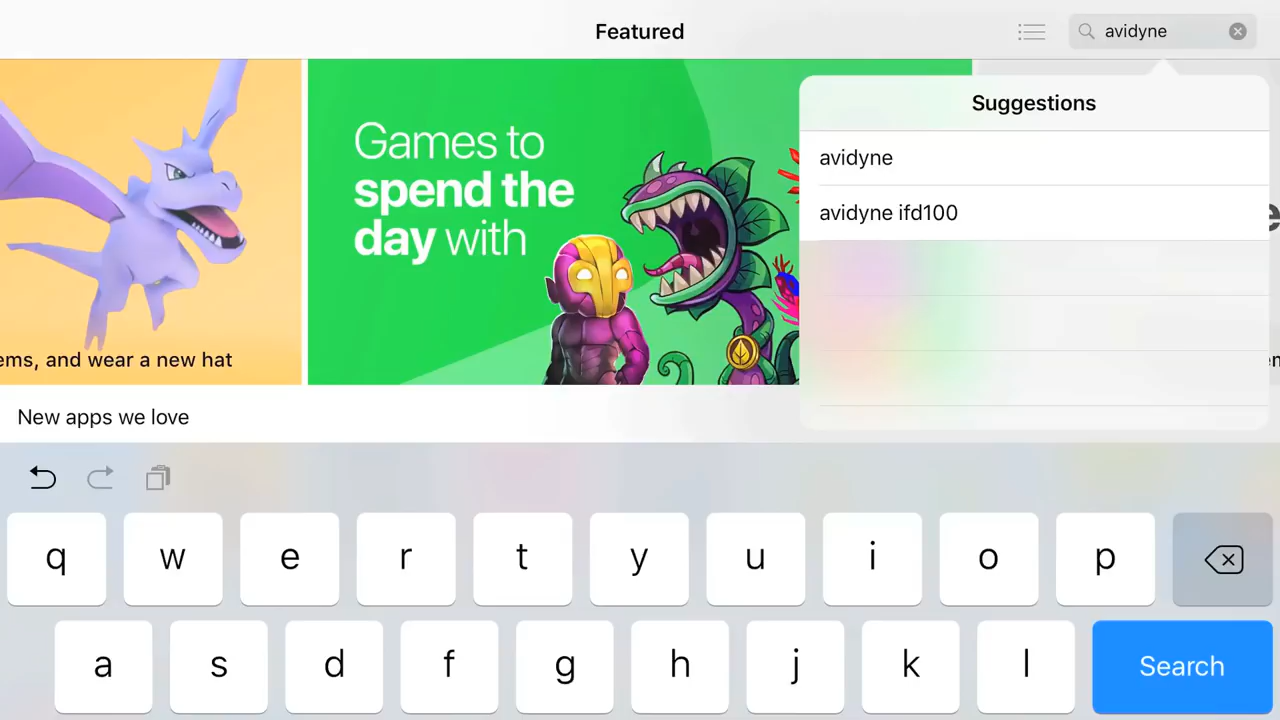 Featured
avidyne
Suggestions
avidyne
avidyne ifd100
Games to
spend the
day with
ems, and wear a new hat
New apps we love
q w e r t y u i o p
a s d f g h j k l Search